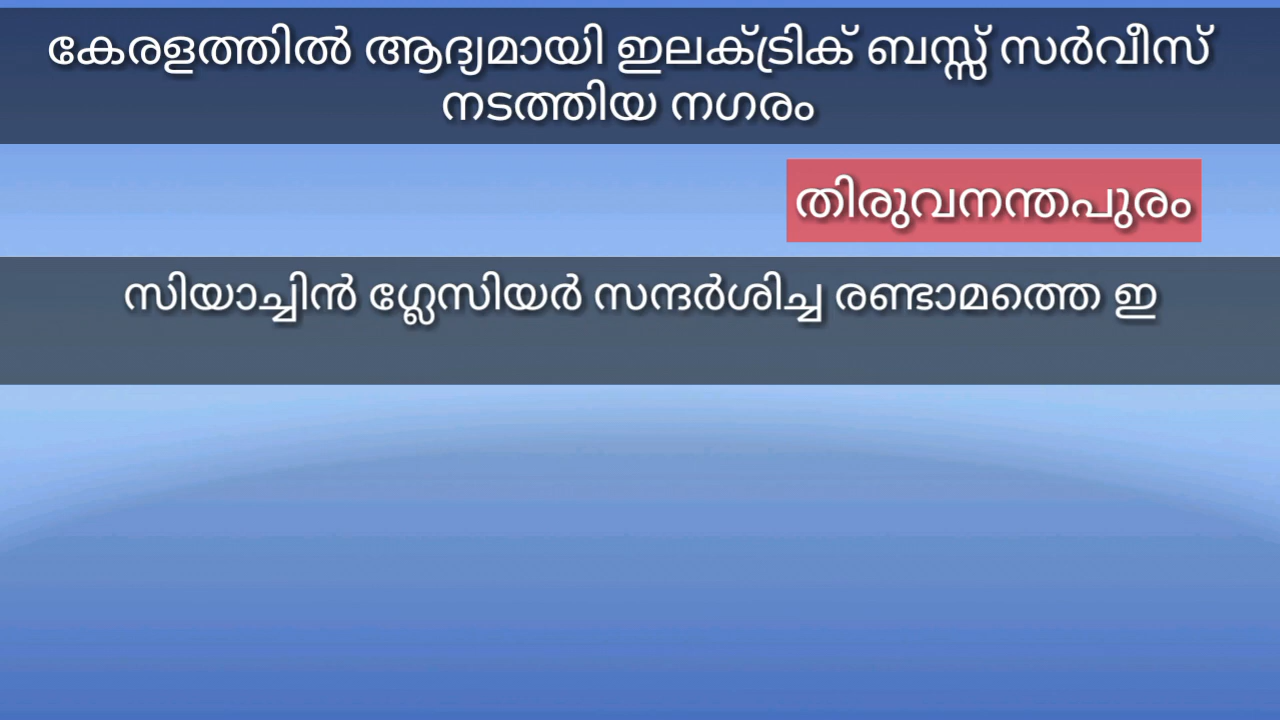 കേരളത്തിൽ ആദ്യമായി ഇലക്ട്രിക് ബസ്സ് സർവീസ്
നടത്തിയ നഗരം
തിരുവനന്തപുരം
സിയാച്ചിൻ ഗ്ലേസിയർ സന്ദർശിച്ച രണ്ടാമത്തെ ഇ